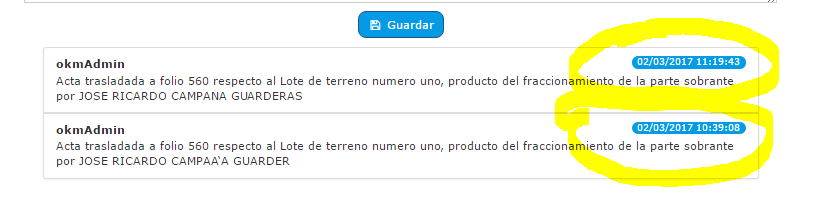 Guardar
okmAdmin 02/03/2017 11:19:43
Acta trasladada a folio 560 respecto al Lote de terreno numero uno, producto del fraccionamiento de la parte sobrante
por JOSE RICARDO CAMPANA GUARDERAS
okmAdmin 02/03/2017 10:39:08
Acta trasladada a folio 560 respecto al Lote de terreno numero uno, producto del fraccionamiento de la parte sobrante
por JOSE RICARDO CAMPAA`A GUARDER